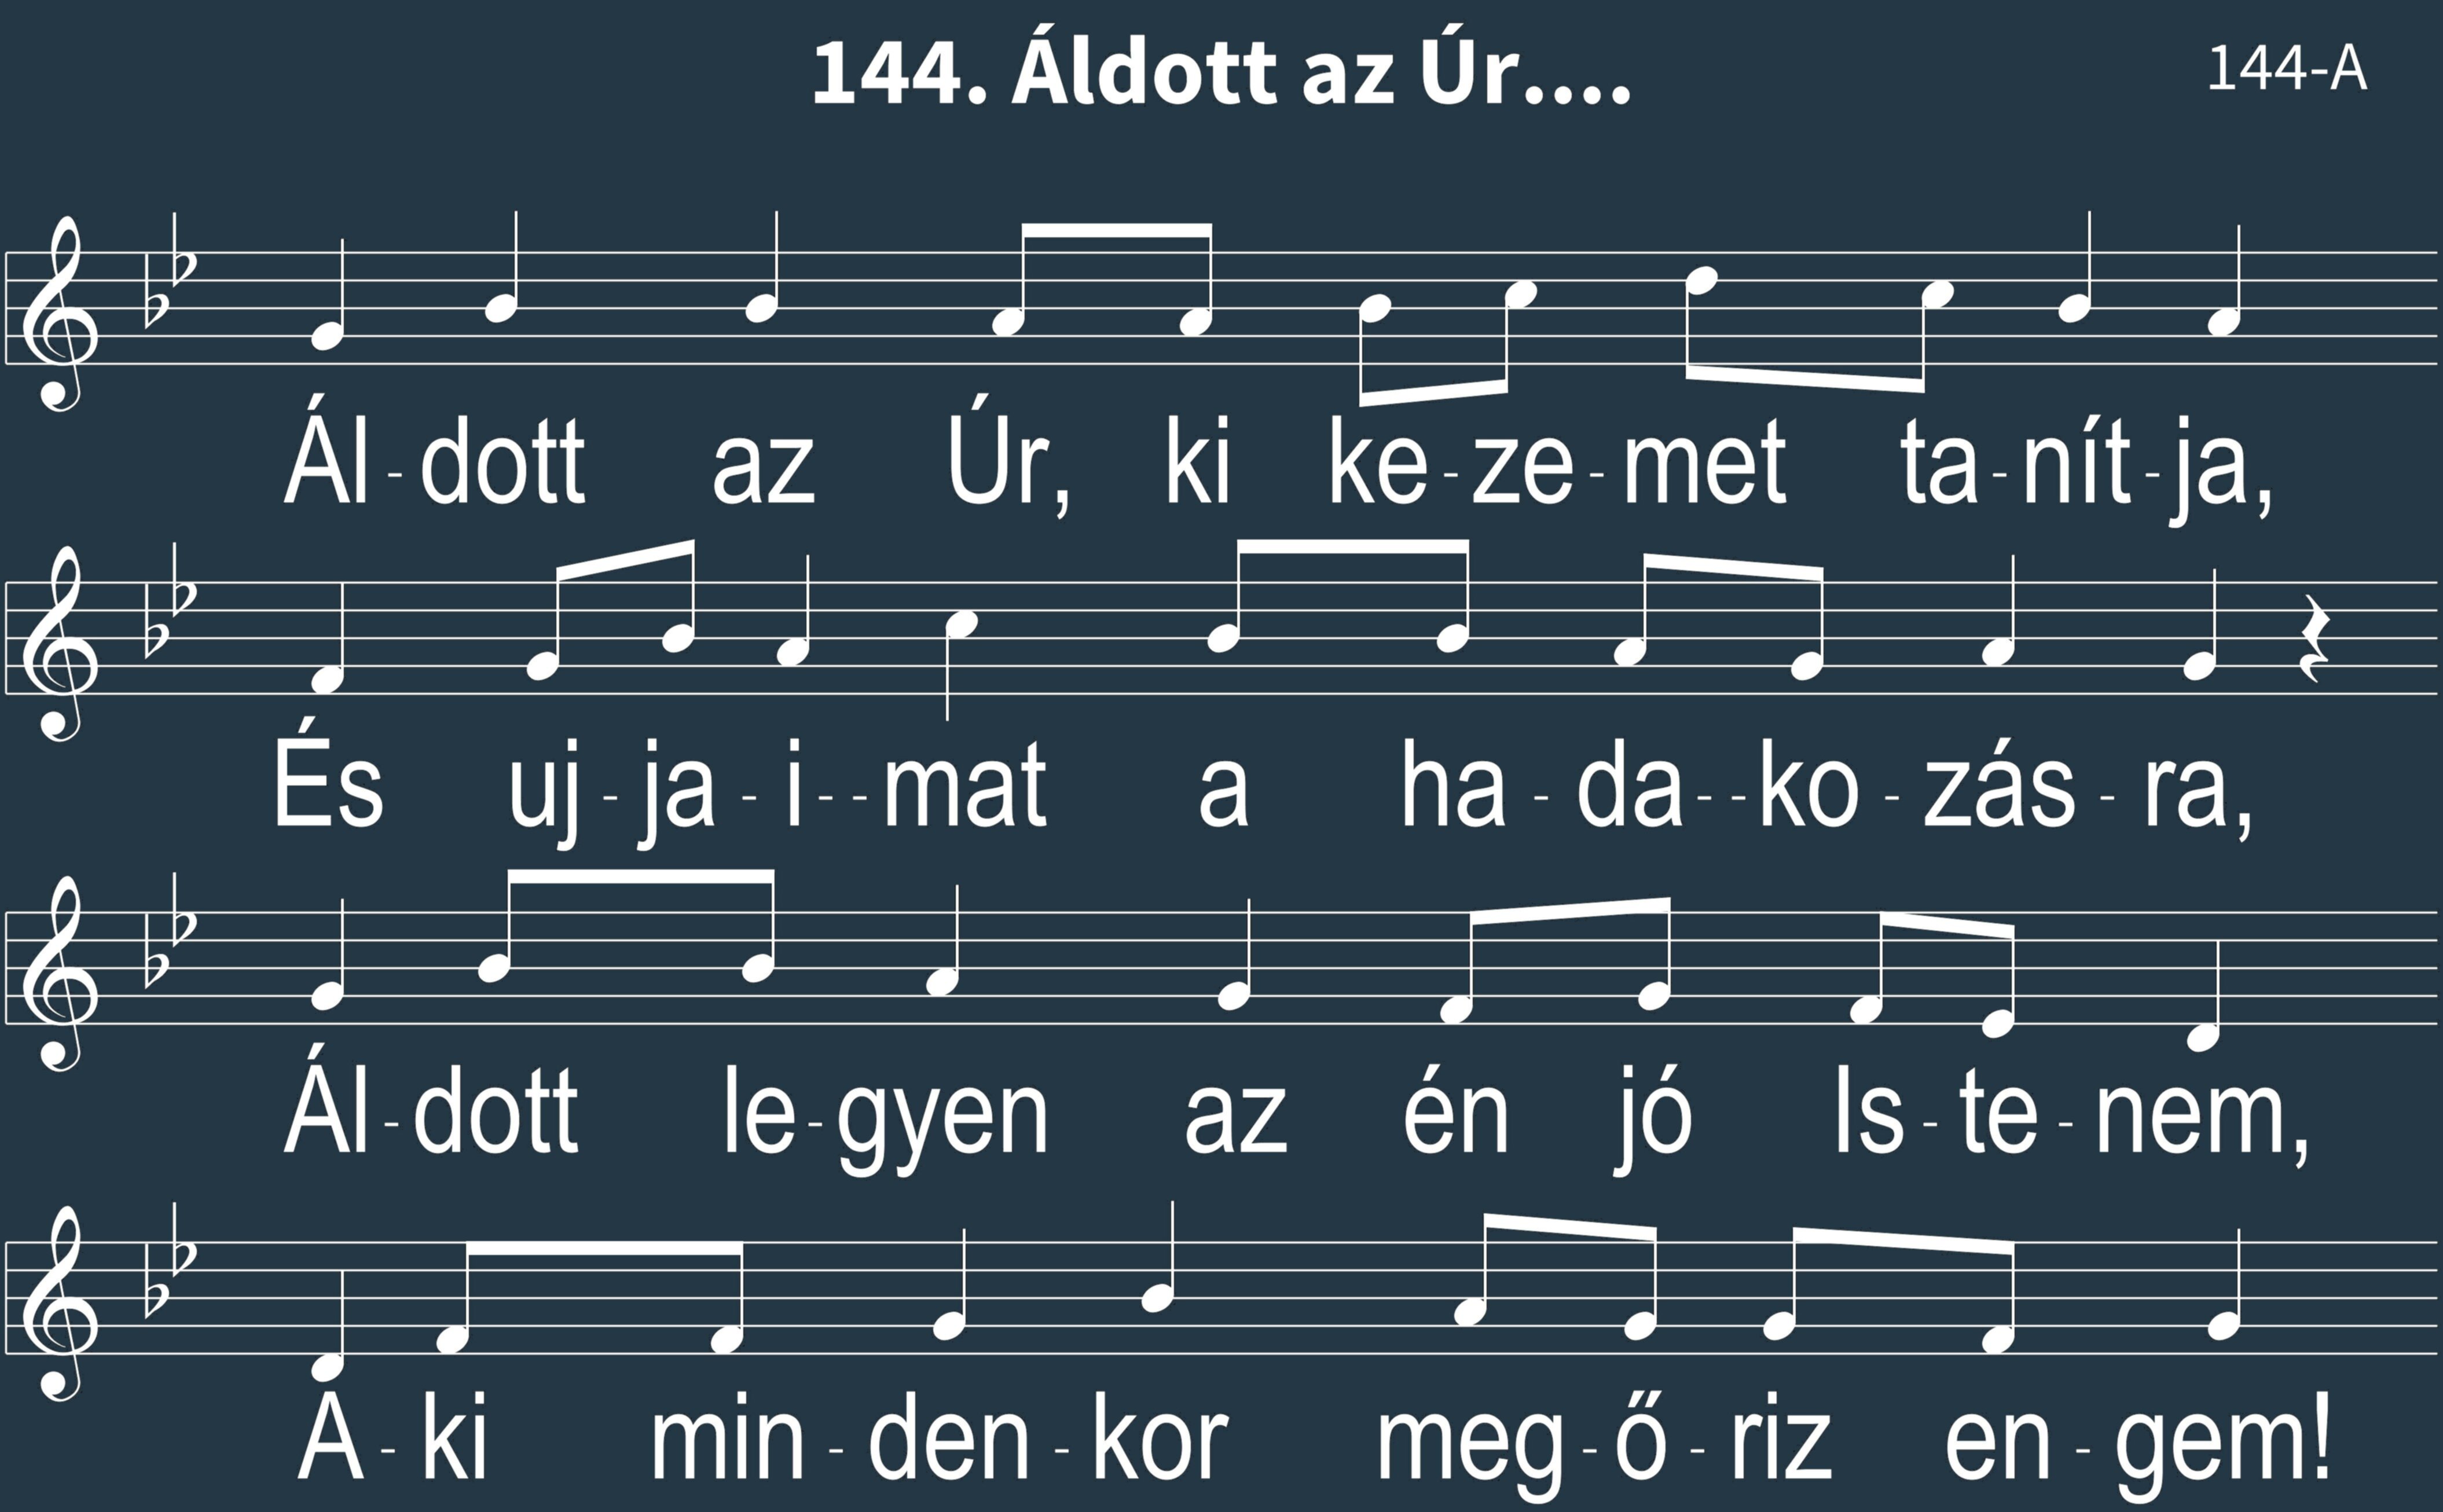 144. Áldott az Úr....
144-A
Ál-dott az Úr, ki ke-ze-met ta-nít-ja,
És uj-ja-i--mat a ha-da--ko-zás-ra,
Ál-dott le-gyen az én jó Is-te-nem,
A-ki min-den-kor meg-ő-riz en-gem!